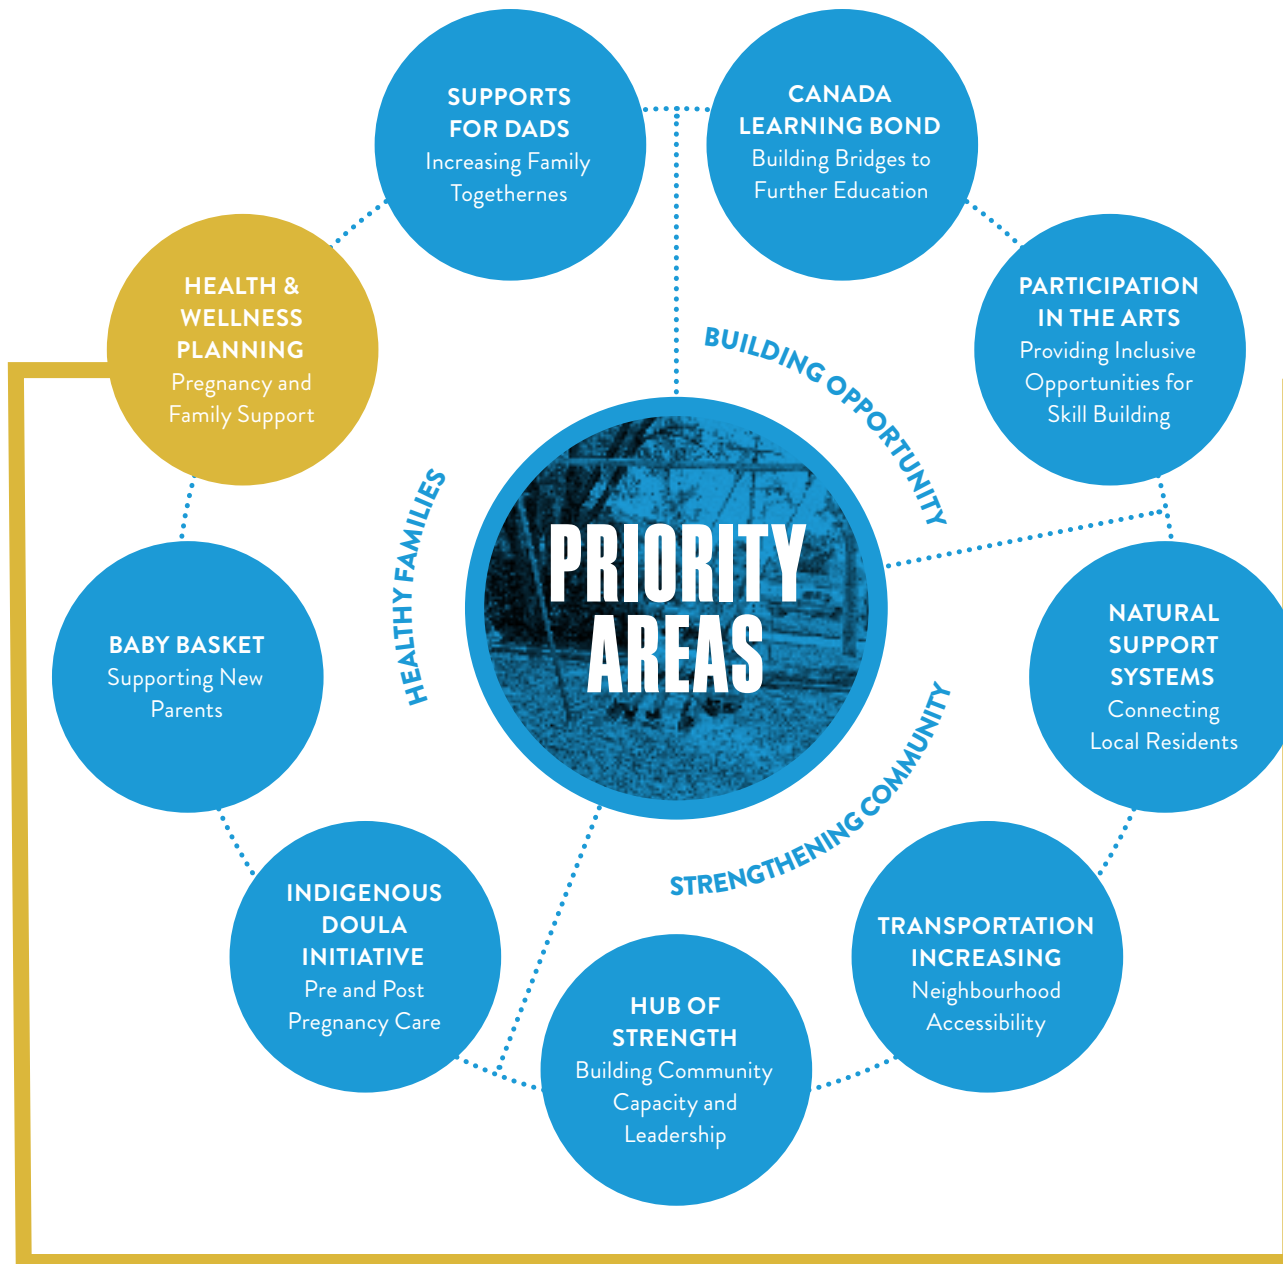 SUPPORTS
FOR DADS
Increasing Family
Togethernes
CANADA
LEARNING BOND
Building Bridges to
Further Education
HEALTH &
WELLNESS
PLANNING
Pregnancy and
Family Support
PARTICIPATION
IN THE ARTS
Providing Inclusive
Opportunities for
Skill Building
BUILDING OPPORTUNITY
HEALTHY FAMILIES
PRIORITY
AREAS
STRENGTHENING COMMUNITY
BABY BASKET
Supporting New
Parents
NATURAL
SUPPORT
SYSTEMS
Connecting
Local Residents
INDIGENOUS
DOULA
INITIATIVE
Pre and Post
Pregnancy Care
HUB OF
STRENGTH
Building Community
Capacity and
Leadership
TRANSPORTATION
INCREASING
Neighbourhood
Accessibility